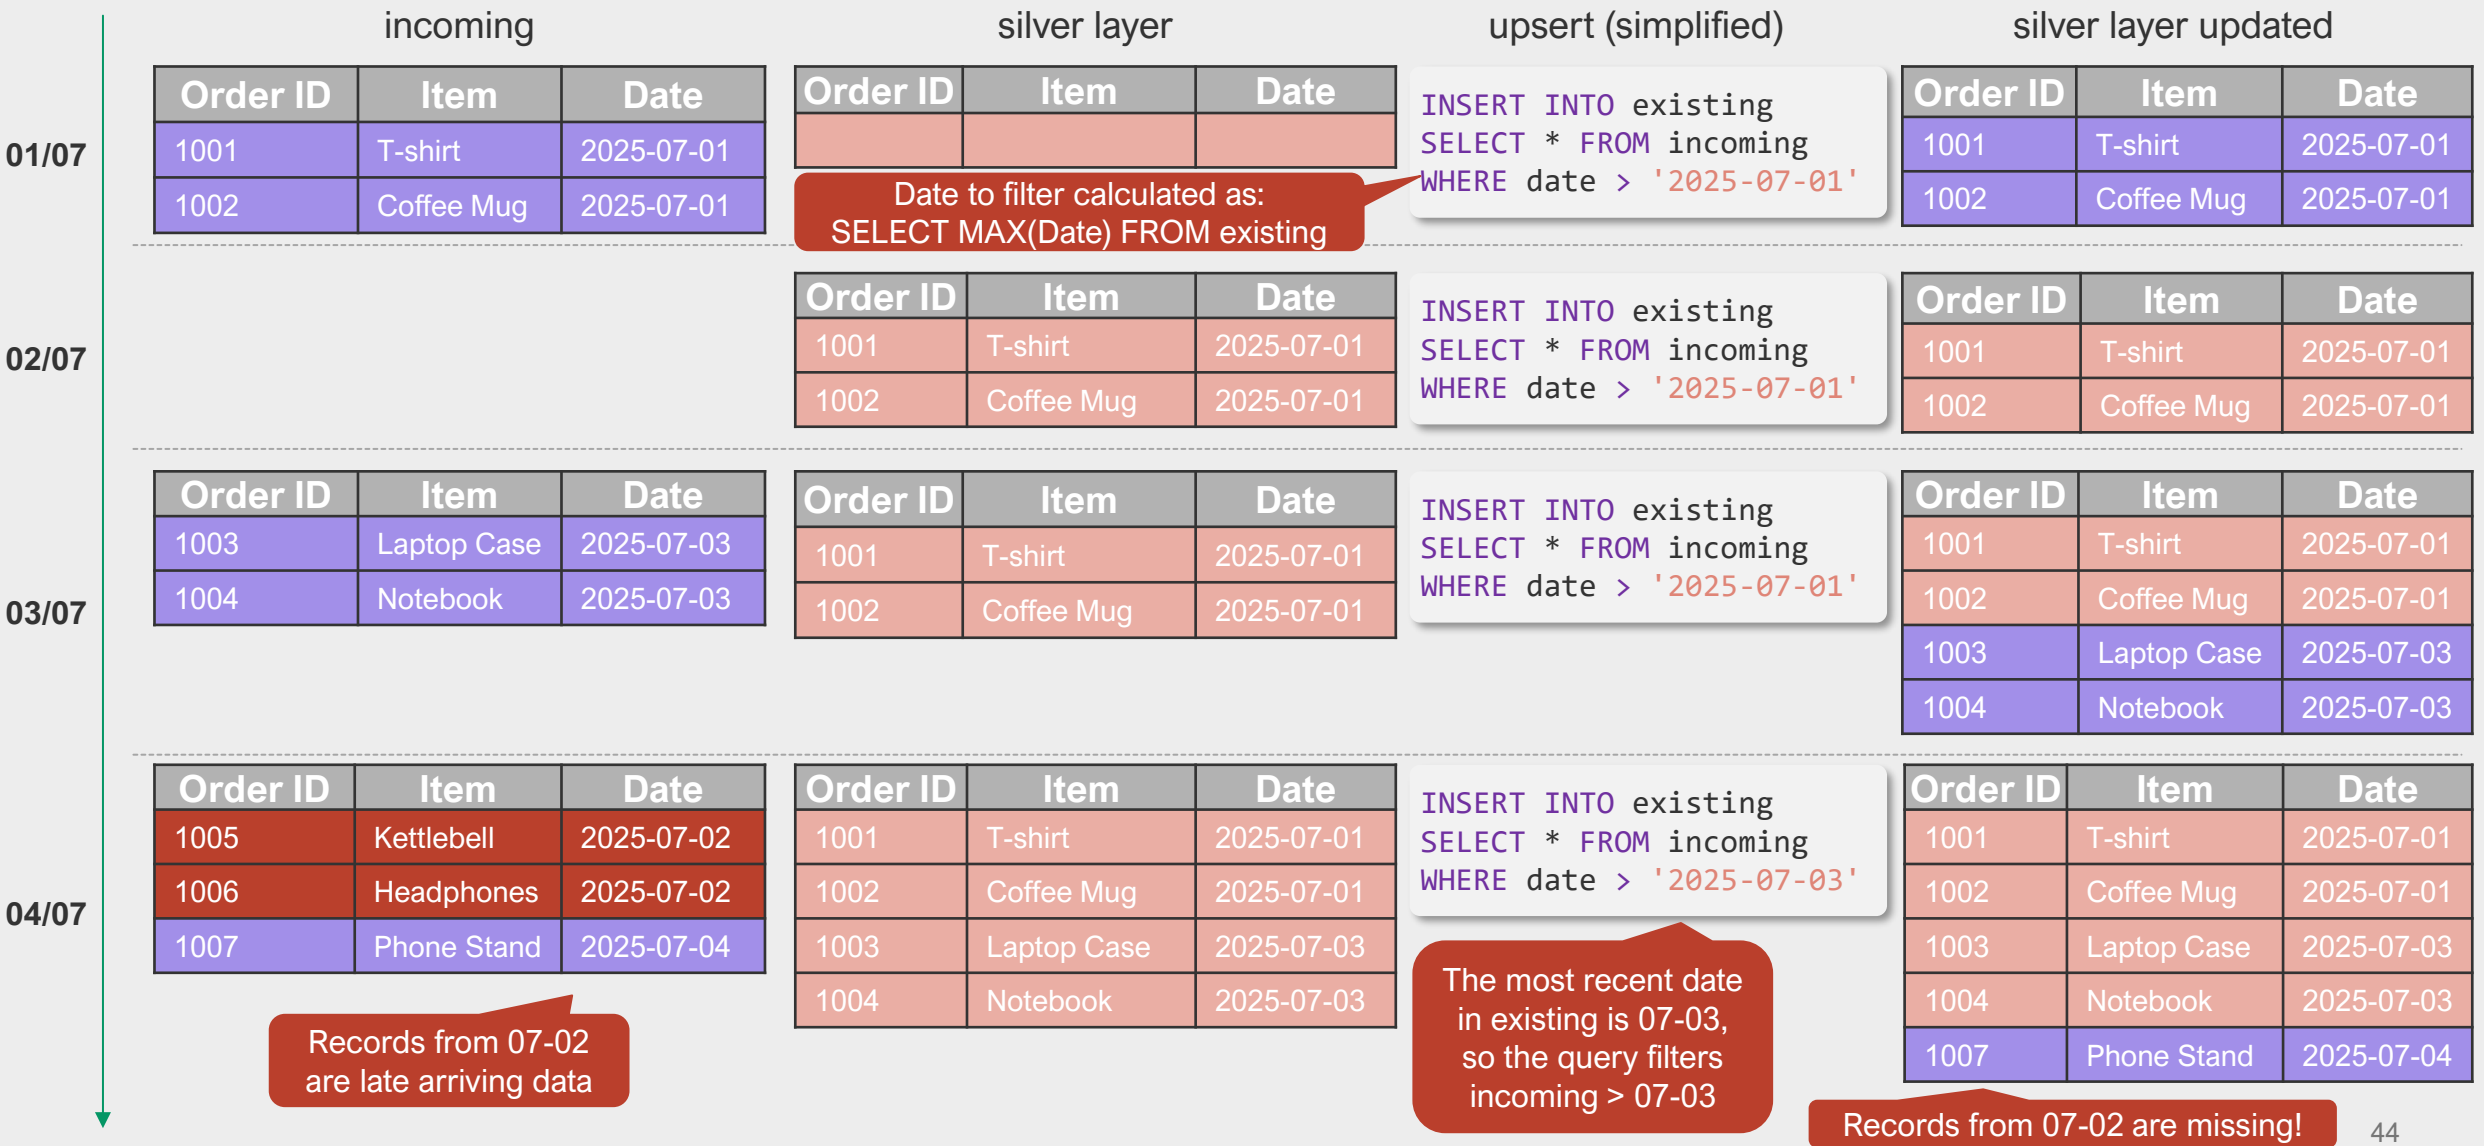 incoming
silver layer
upsert (simplified)
silver layer updated
01/07
Order ID Item Date
1001 T-shirt 2025-07-01
1002 Coffee Mug 2025-07-01
Order ID Item Date
Date to filter calculated as:
SELECT MAX(Date) FROM existing
INSERT INTO existing
SELECT * FROM incoming
WHERE date > '2025-07-01'
Order ID Item Date
1001 T-shirt 2025-07-01
1002 Coffee Mug 2025-07-01
02/07
Order ID Item Date
1001 T-shirt 2025-07-01
1002 Coffee Mug 2025-07-01
INSERT INTO existing
SELECT * FROM incoming
WHERE date > '2025-07-01'
Order ID Item Date
1001 T-shirt 2025-07-01
1002 Coffee Mug 2025-07-01
03/07
Order ID Item Date
1003 Laptop Case 2025-07-03
1004 Notebook 2025-07-03
Order ID Item Date
1001 T-shirt 2025-07-01
1002 Coffee Mug 2025-07-01
INSERT INTO existing
SELECT * FROM incoming
WHERE date > '2025-07-01'
Order ID Item Date
1001 T-shirt 2025-07-01
1002 Coffee Mug 2025-07-01
1003 Laptop Case 2025-07-03
1004 Notebook 2025-07-03
04/07
Order ID Item Date
1005 Kettlebell 2025-07-02
1006 Headphones 2025-07-02
1007 Phone Stand 2025-07-04
Records from 07-02
are late arriving data
Order ID Item Date
1001 T-shirt 2025-07-01
1002 Coffee Mug 2025-07-01
1003 Laptop Case 2025-07-03
1004 Notebook 2025-07-03
INSERT INTO existing
SELECT * FROM incoming
WHERE date > '2025-07-03'
The most recent date
in existing is 07-03,
so the query filters
incoming > 07-03
Order ID Item Date
1001 T-shirt 2025-07-01
1002 Coffee Mug 2025-07-01
1003 Laptop Case 2025-07-03
1004 Notebook 2025-07-03
1007 Phone Stand 2025-07-04
Records from 07-02 are missing!
44